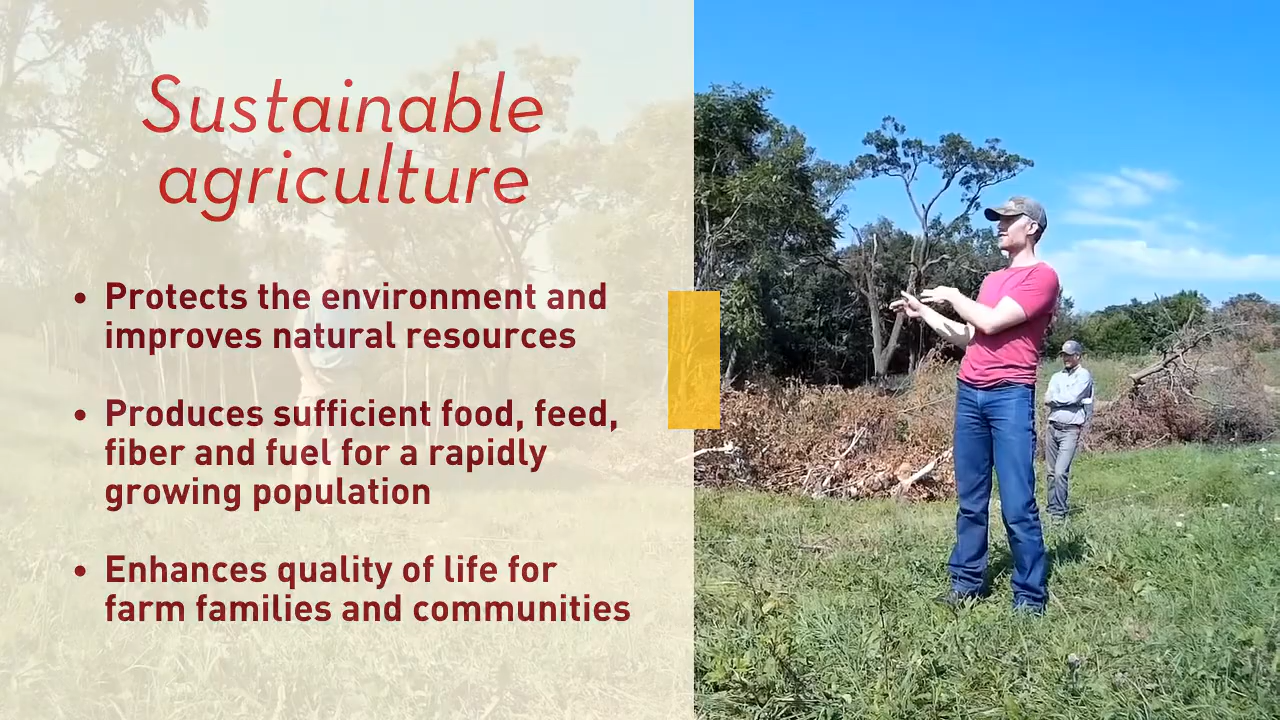 Sustainable
agriculture
• Protects the environment and
improves natural resources
• Produces sufficient food, feed,
fiber and fuel for a rapidly
growing population
• Enhances quality of life for
farm families and communities